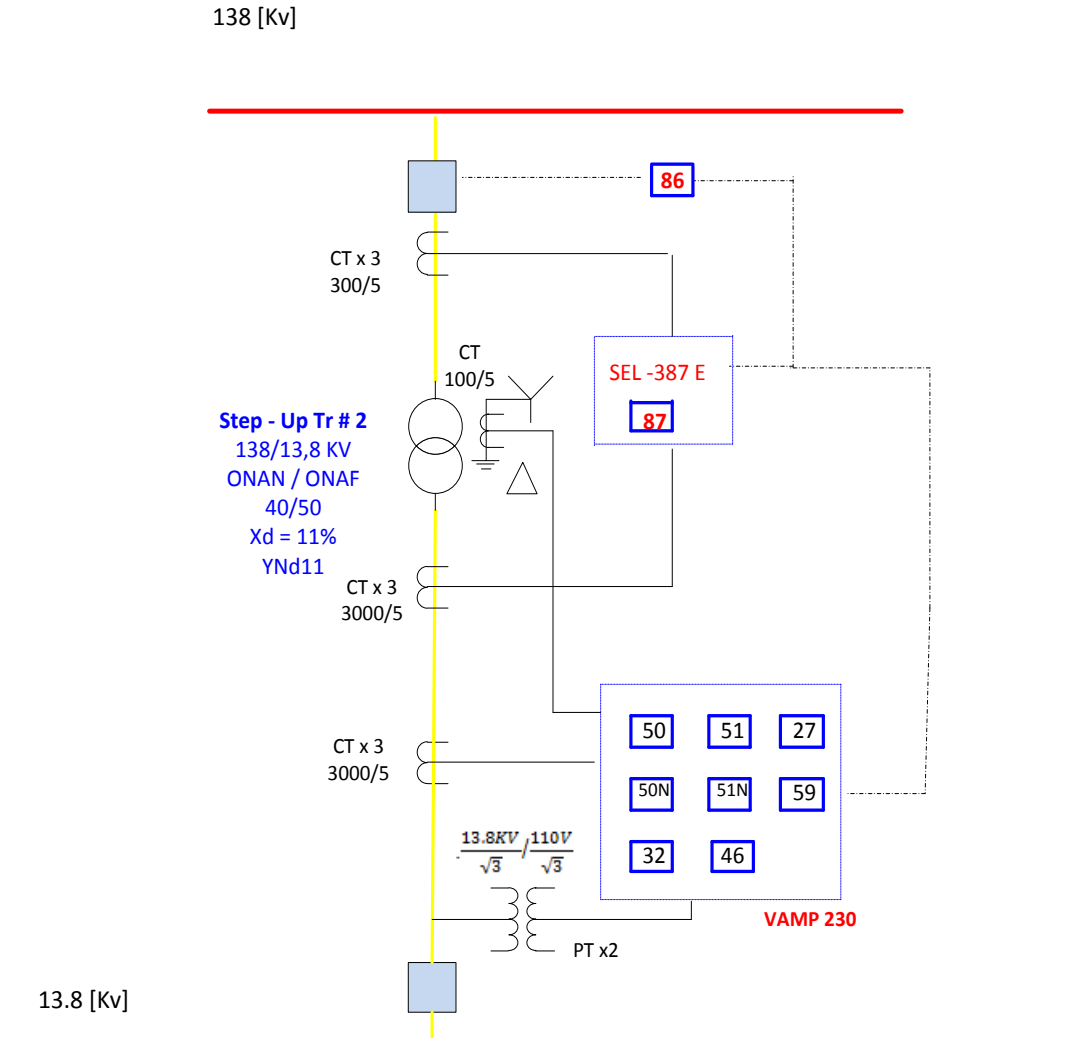 138 [Kv]
86
CT x 3
300/5
CT
100/5
SEL -387 E
87
Step - Up Tr # 2
138/13,8 KV
ONAN / ONAF
40/50
Xd = 11%
YNd11
CT x 3
3000/5
50
51
27
CT x 3
3000/5
50N
51N
59
32
46
13.8KV/√3 / 110V/√3
VAMP 230
PT x2
13.8 [Kv]